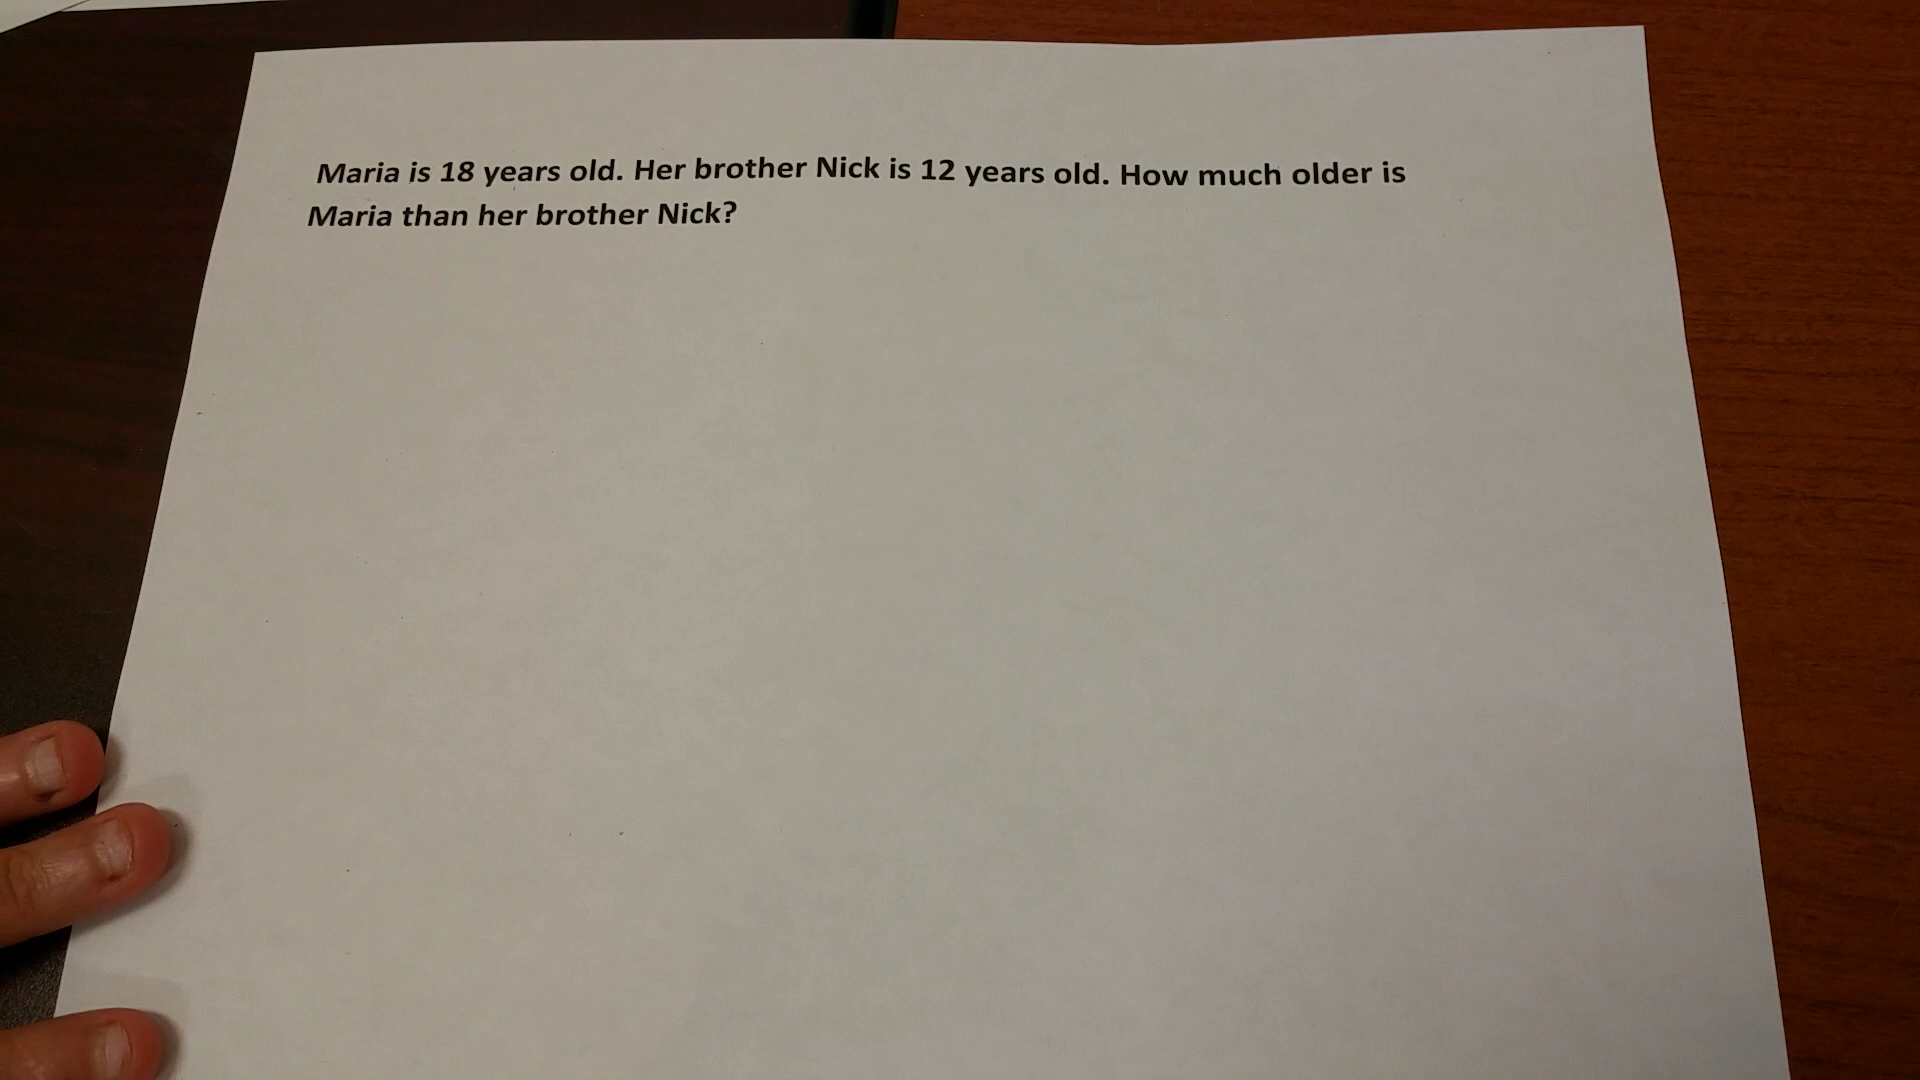 Maria is 18 years old. Her brother Nick is 12 years old. How much older is
Maria than her brother Nick?